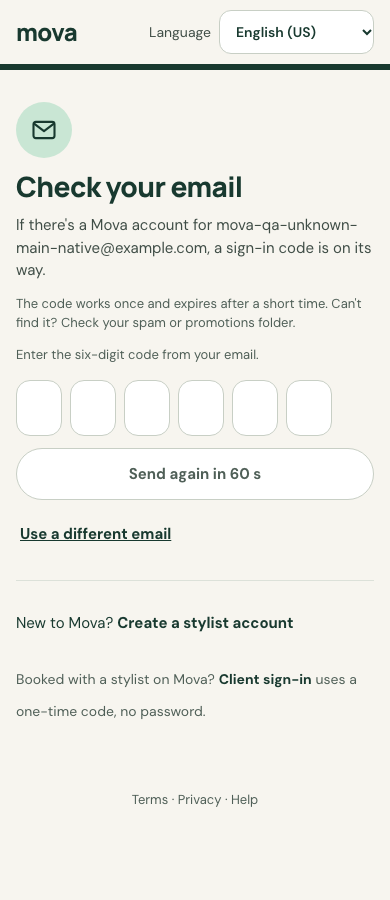 mova
Language
English (US)
Check your email
If there's a Mova account for mova-qa-unknown-
main-native@example.com, a sign-in code is on its
way.
The code works once and expires after a short time. Can't
find it? Check your spam or promotions folder.
Enter the six-digit code from your email.
Send again in 60 s
Use a different email
New to Mova? Create a stylist account
Booked with a stylist on Mova? Client sign-in uses a
one-time code, no password.
Terms · Privacy · Help